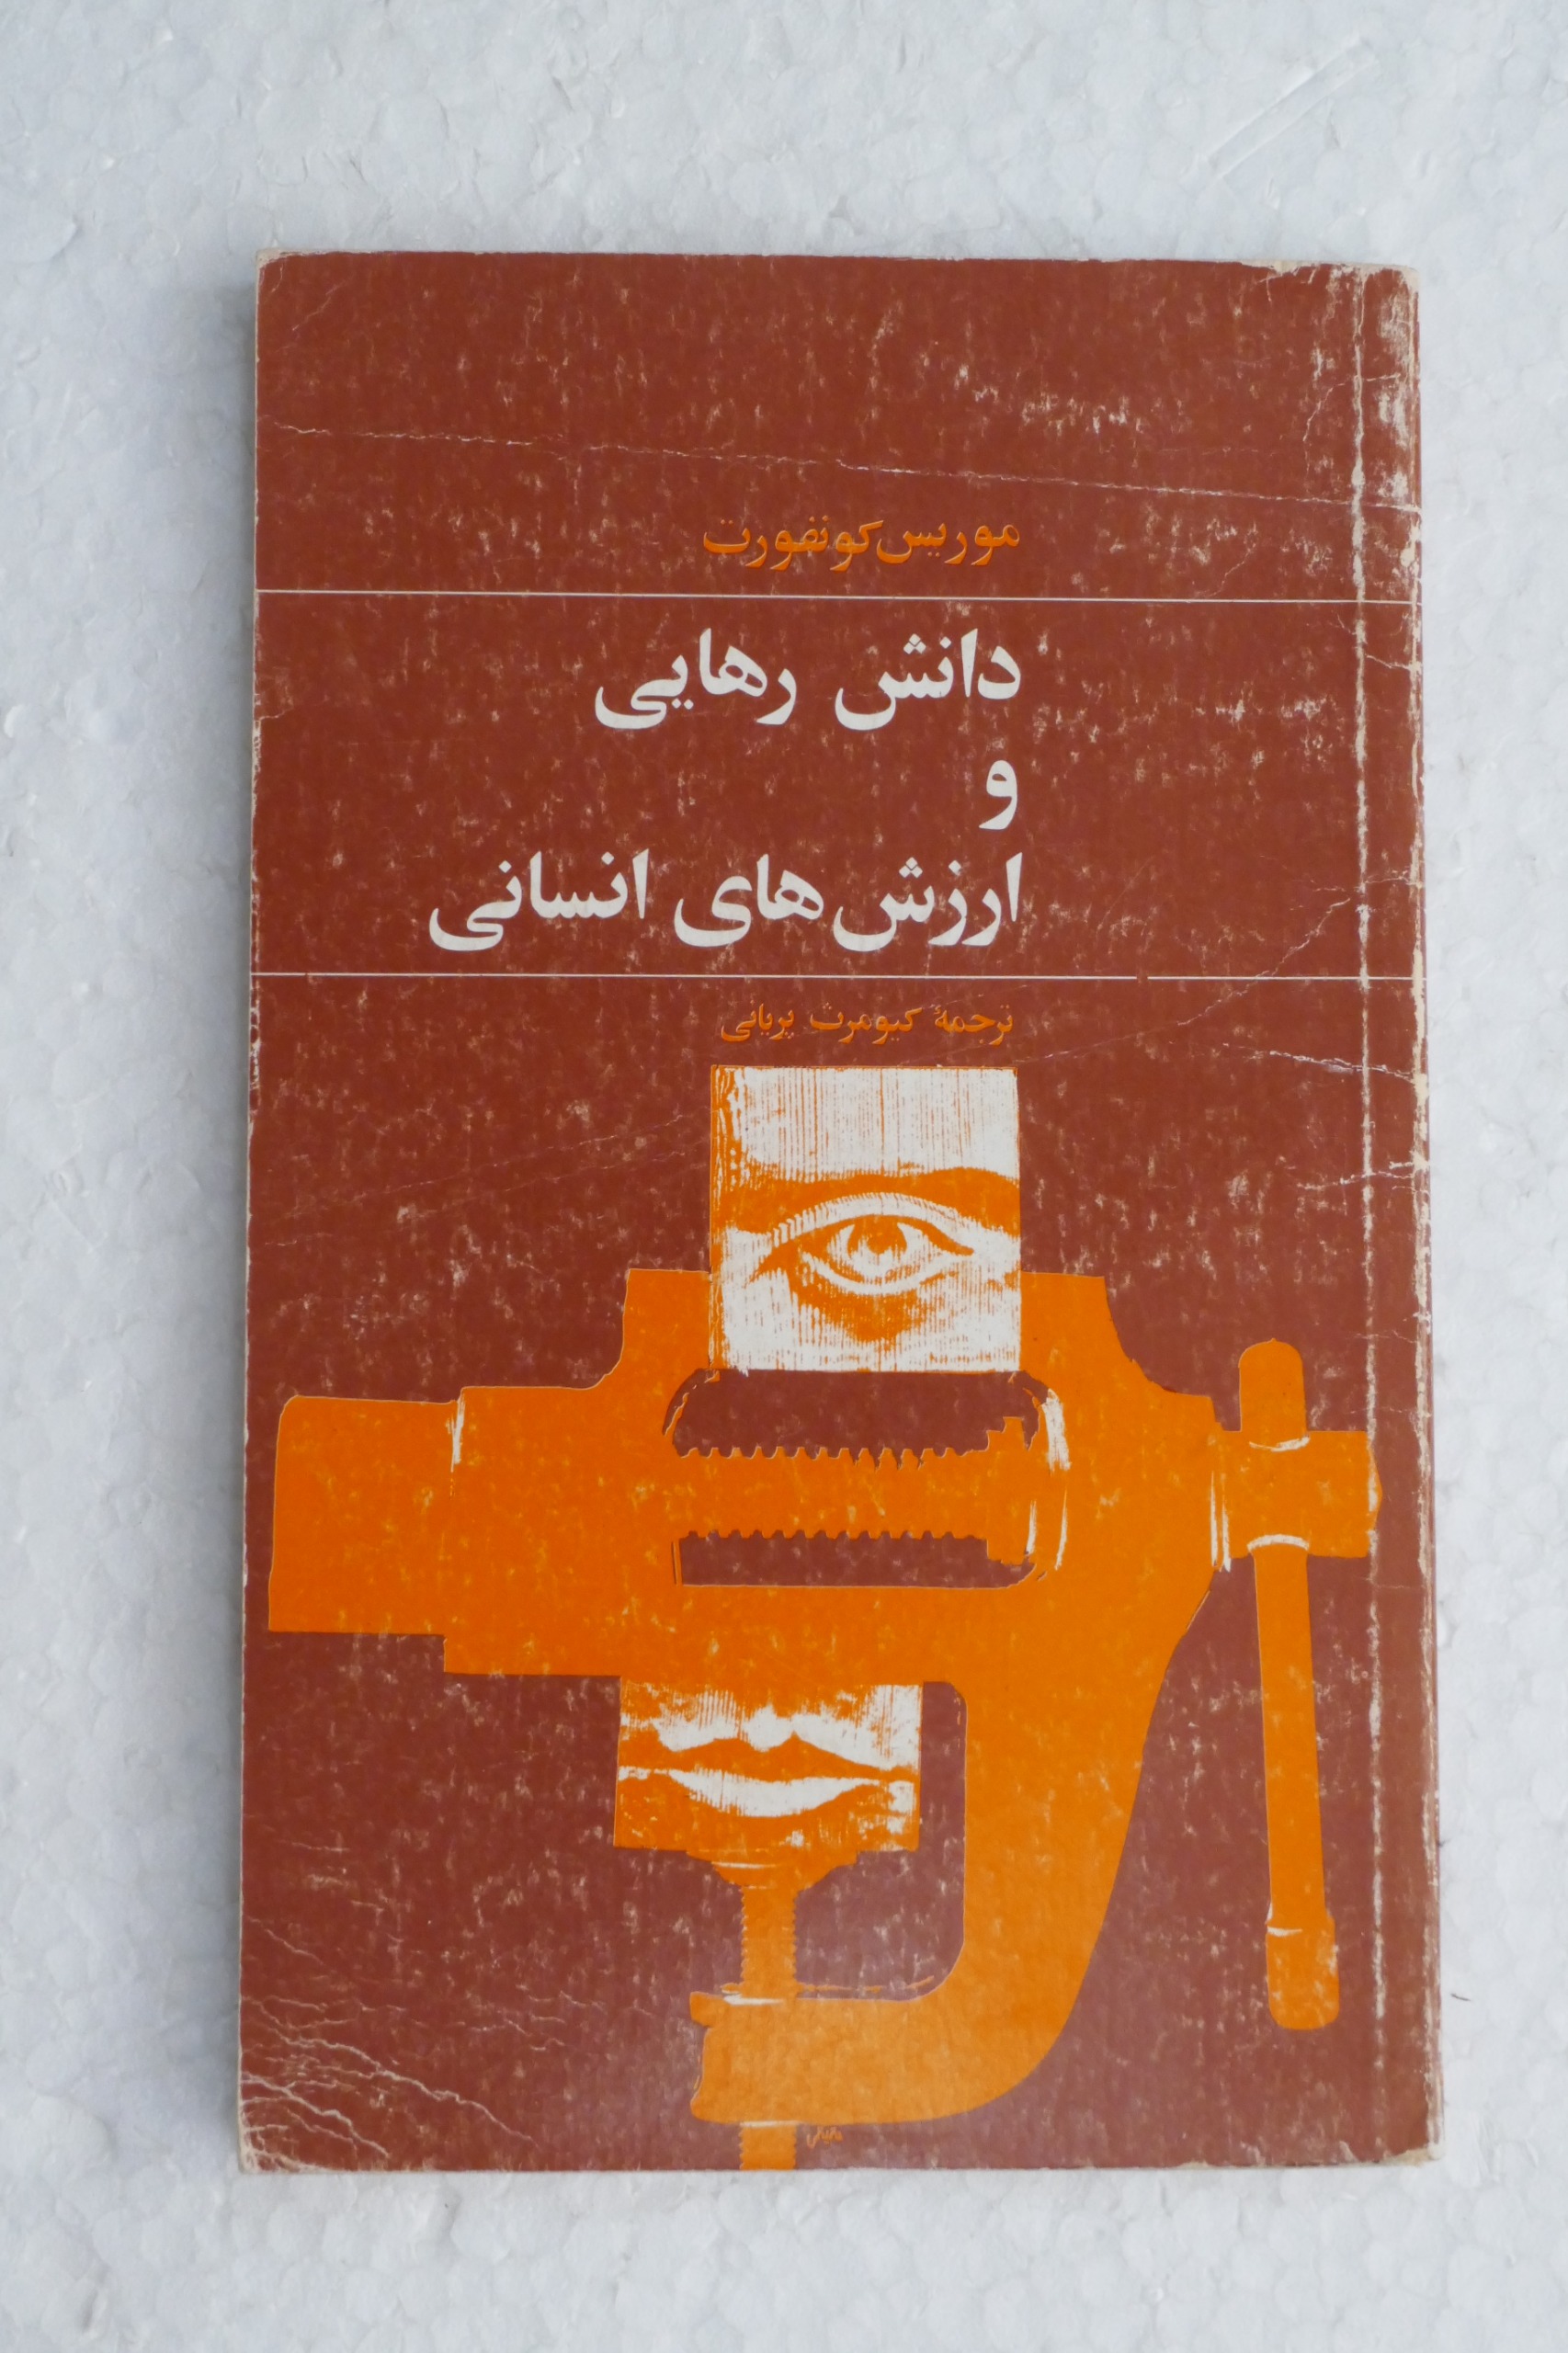 موریس کونفورت
دانش رهایی
و
ارزش های انسانی
ترجمهٔ کیومرث پریانی